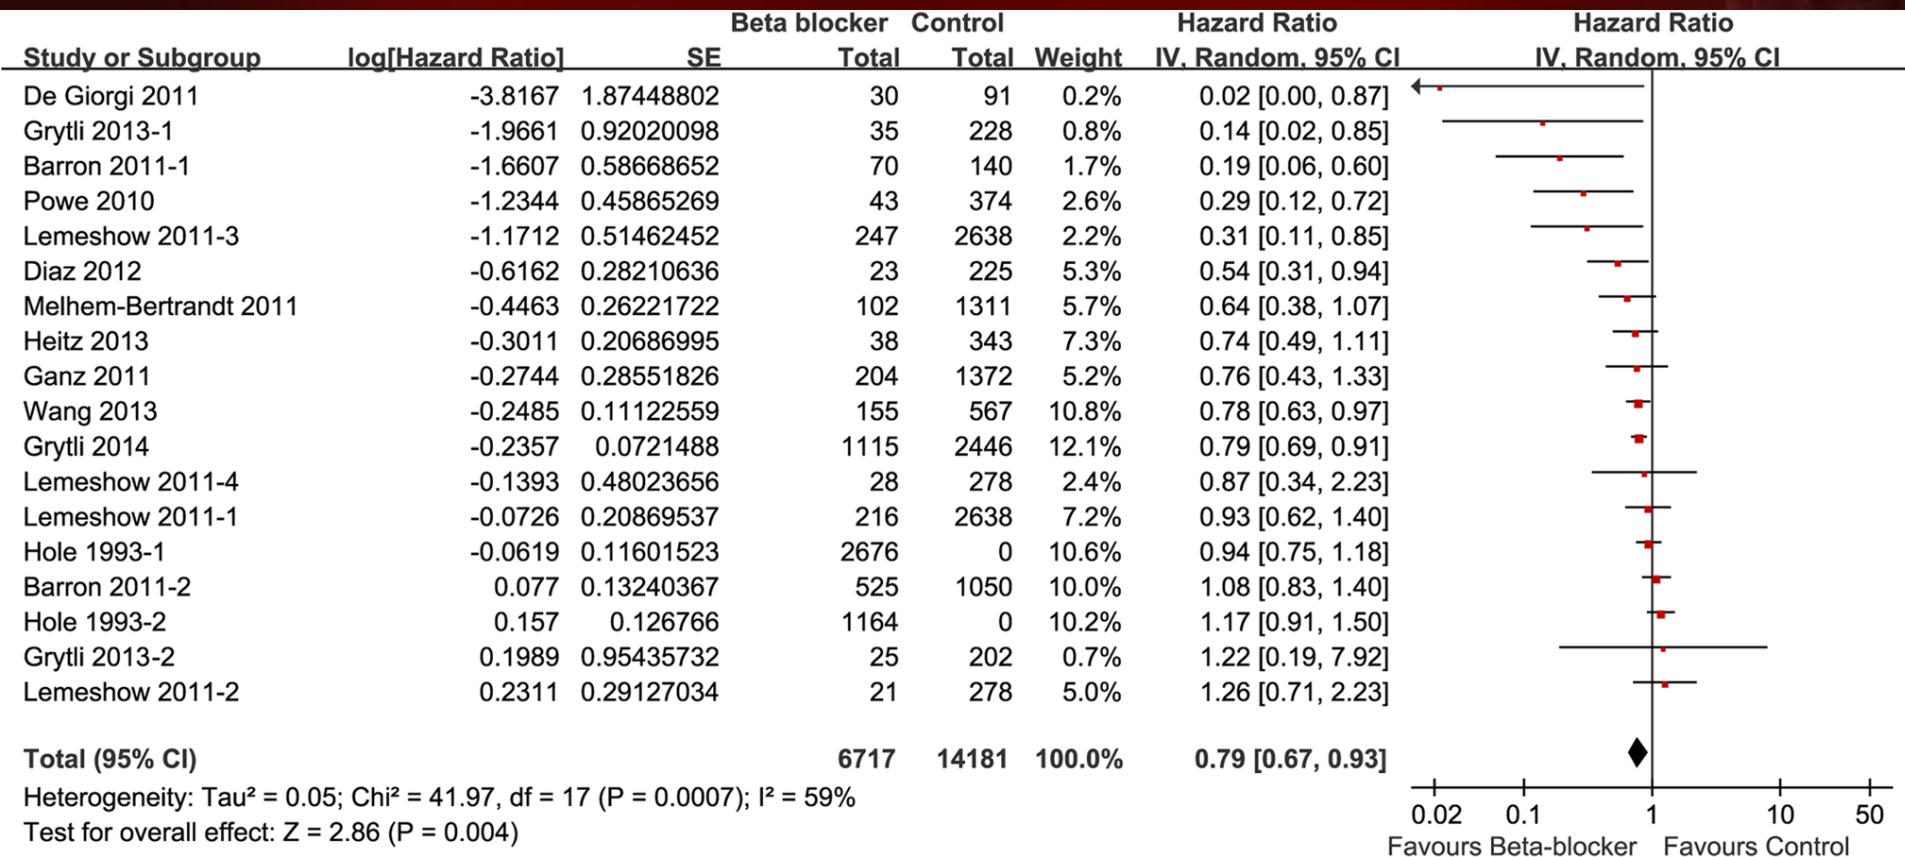 Beta blocker Control Hazard Ratio Hazard Ratio
Study or Subgroup log[Hazard Ratio] SE Total Total Weight IV, Random, 95% CI IV, Random, 95% CI
De Giorgi 2011 -3.8167 1.87448802 30 91 0.2% 0.02 [0.00, 0.87]
Grytli 2013-1 -1.9661 0.92020098 35 228 0.8% 0.14 [0.02, 0.85]
Barron 2011-1 -1.6607 0.58668652 70 140 1.7% 0.19 [0.06, 0.60]
Powe 2010 -1.2344 0.45865269 43 374 2.6% 0.29 [0.12, 0.72]
Lemeshow 2011-3 -1.1712 0.51462452 247 2638 2.2% 0.31 [0.11, 0.85]
Diaz 2012 -0.6162 0.28210636 23 225 5.3% 0.54 [0.31, 0.94]
Melhem-Bertrandt 2011 -0.4463 0.26221722 102 1311 5.7% 0.64 [0.38, 1.07]
Heitz 2013 -0.3011 0.20686995 38 343 7.3% 0.74 [0.49, 1.11]
Ganz 2011 -0.2744 0.28551826 204 1372 5.2% 0.76 [0.43, 1.33]
Wang 2013 -0.2485 0.11122559 155 567 10.8% 0.78 [0.63, 0.97]
Grytli 2014 -0.2357 0.0721488 1115 2446 12.1% 0.79 [0.69, 0.91]
Lemeshow 2011-4 -0.1393 0.48023656 28 278 2.4% 0.87 [0.34, 2.23]
Lemeshow 2011-1 -0.0726 0.20869537 216 2638 7.2% 0.93 [0.62, 1.40]
Hole 1993-1 -0.0619 0.11601523 2676 0 10.6% 0.94 [0.75, 1.18]
Barron 2011-2 0.077 0.13240367 525 1050 10.0% 1.08 [0.83, 1.40]
Hole 1993-2 0.157 0.126766 1164 0 10.2% 1.17 [0.91, 1.50]
Grytli 2013-2 0.1989 0.95435732 25 202 0.7% 1.22 [0.19, 7.92]
Lemeshow 2011-2 0.2311 0.29127034 21 278 5.0% 1.26 [0.71, 2.23]
Total (95% CI) 6717 14181 100.0% 0.79 [0.67, 0.93]
Heterogeneity: Tau² = 0.05; Chi² = 41.97, df = 17 (P = 0.0007); I² = 59%
Test for overall effect: Z = 2.86 (P = 0.004)
0.02 0.1 1 10 50
Favours Beta-blocker Favours Control